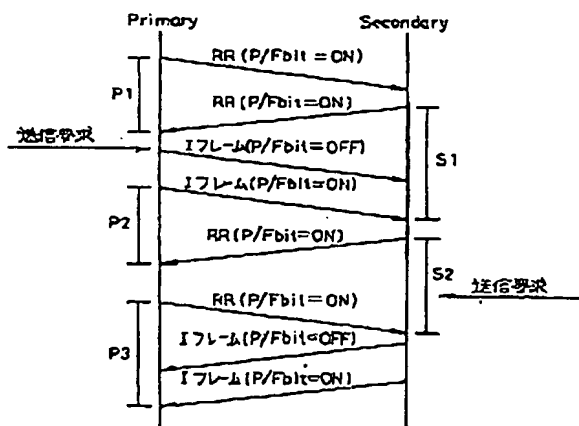 Primary
Secondary
RR (P/Fbit = ON)
P1
RR (P/Fbit=ON)
送信要求
Iフレーム(P/Fbit=OFF)
S1
Iフレーム(P/Fbit=ON)
P2
RR (P/Fbit=ON)
S2
送信要求
RR (P/Fbit=ON)
Iフレーム(P/Fbit=OFF)
P3
Iフレーム(P/Fbit=ON)